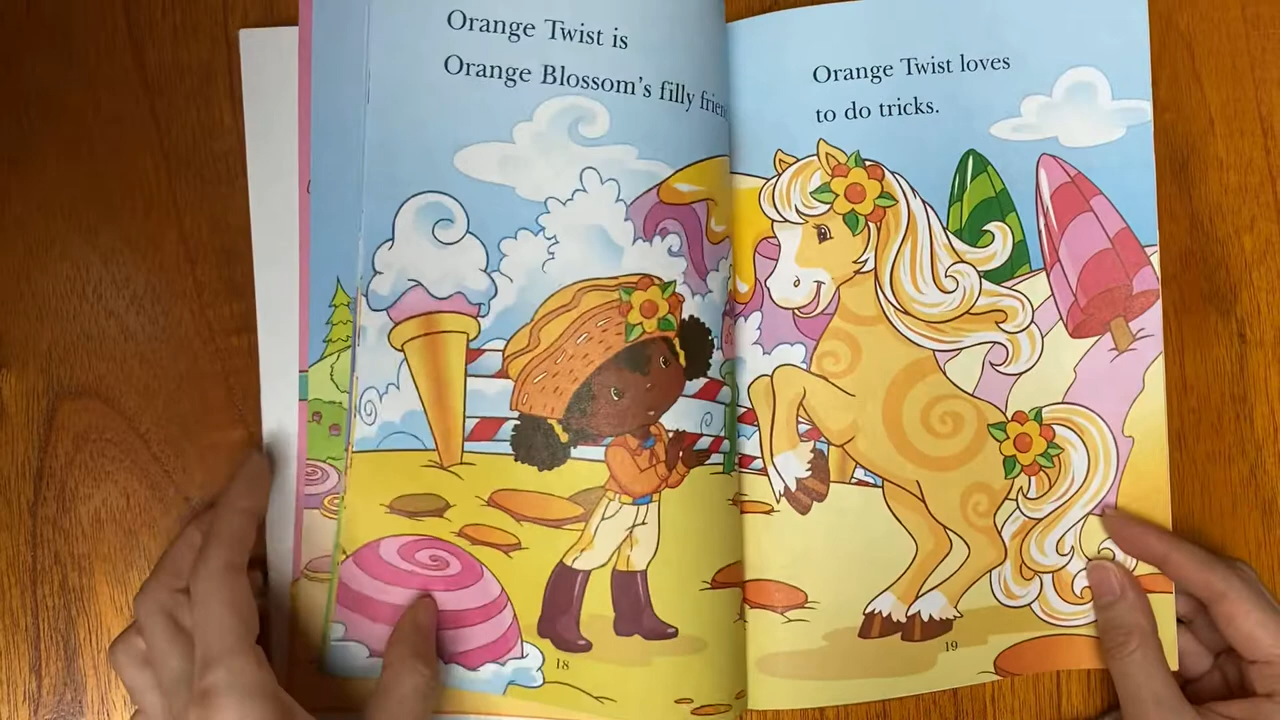 Orange Twist is
Orange Blossom's filly
18
Orange Twist loves
to do tricks.
19